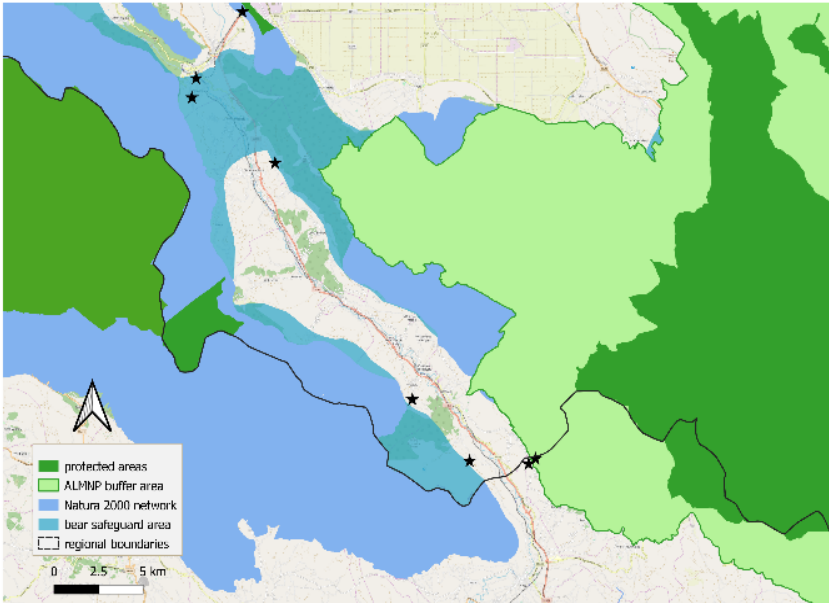 protected areas
ALMNP buffer area
Natura 2000 network
bear safeguard area
regional boundaries
0 2.5 5 km